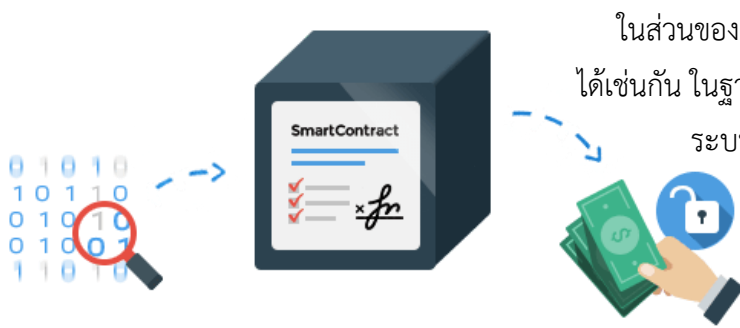 ในส่วนของ
ได้เช่นกัน ในฐา
ระบ
SmartContract
0 1 0 1 0
1 0 1 1 0
0 1 0 1 0
0 1 0 0 1
1 1 0 1 0